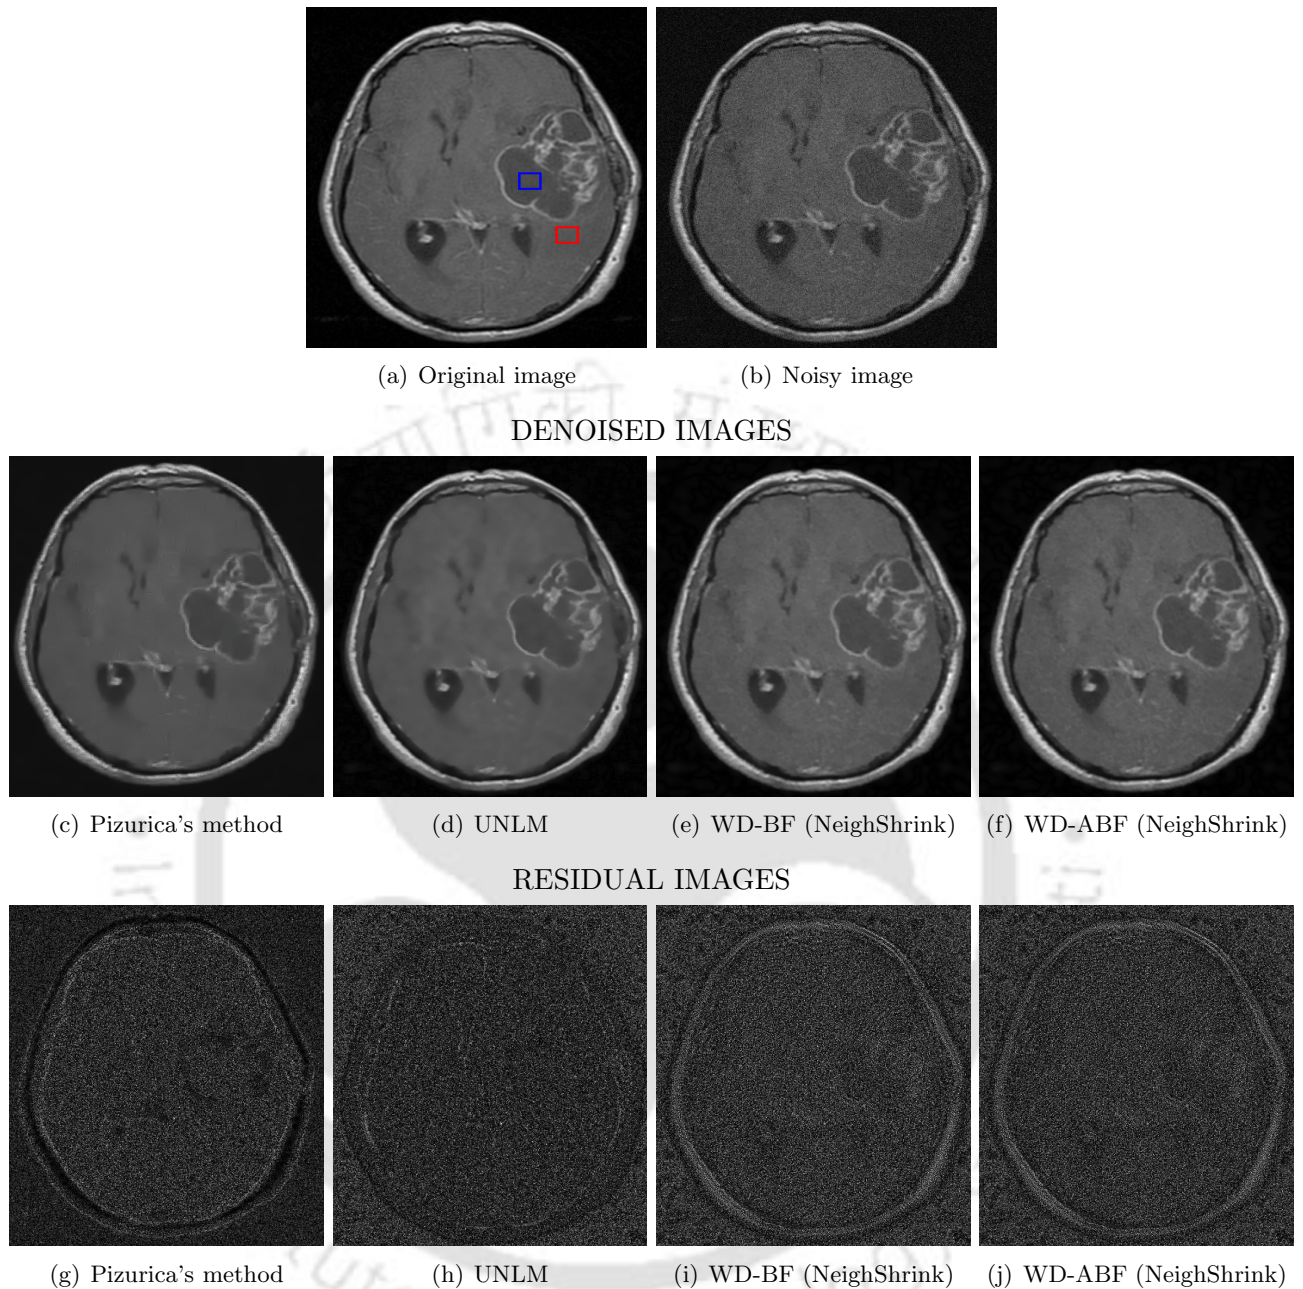 (a) Original image
(b) Noisy image
DENOISED IMAGES
(c) Pizurica's method
(d) UNLM
(e) WD-BF (NeighShrink)
(f) WD-ABF (NeighShrink)
RESIDUAL IMAGES
(g) Pizurica's method
(h) UNLM
(i) WD-BF (NeighShrink)
(j) WD-ABF (NeighShrink)